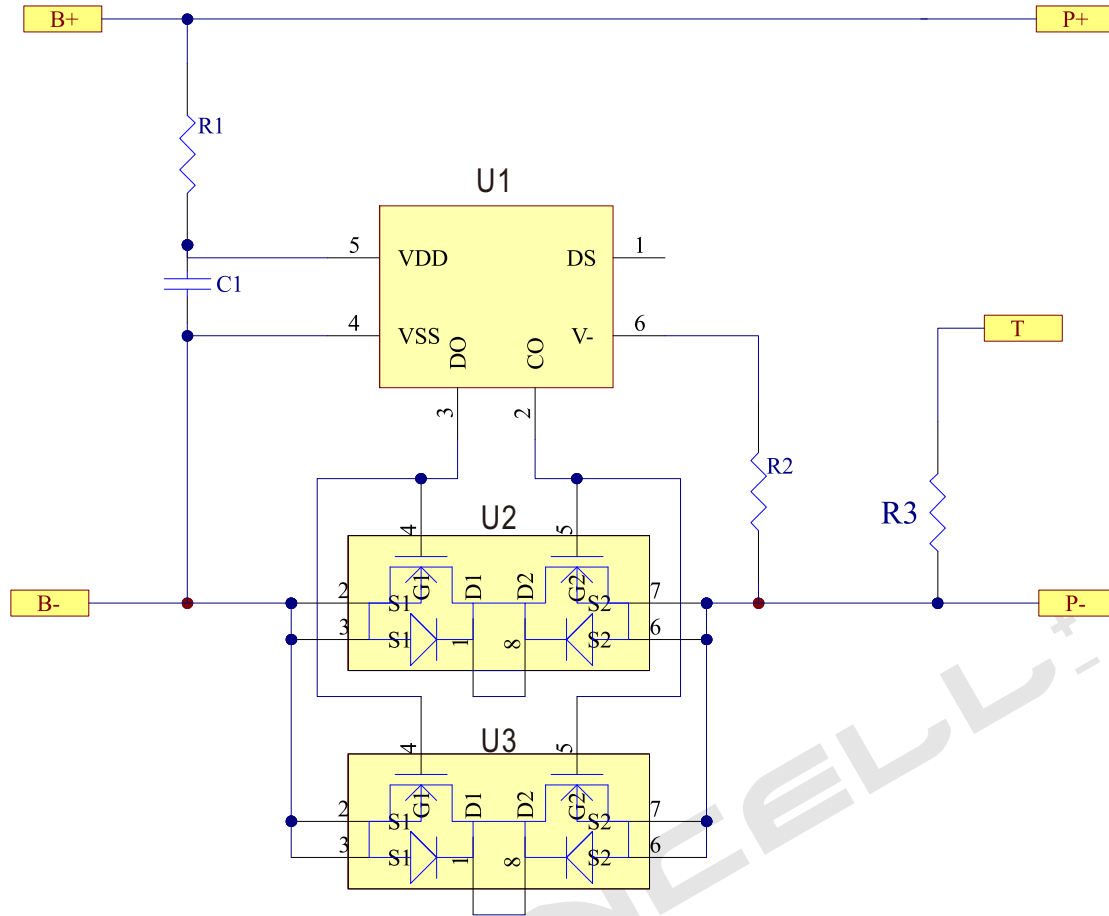 B+
P+
R1
U1
5
VDD
DS
1
C1
4
VSS
V-
6
DO
CO
3
2
T
R2
R3
U2
4
5
G1
D1
D2
G2
B-
2
S1
S2
7
P-
3
S1
1
8
S2
6
U3
4
5
G1
D1
D2
G2
2
S1
S2
7
3
S1
1
8
S2
6
NCELL+-